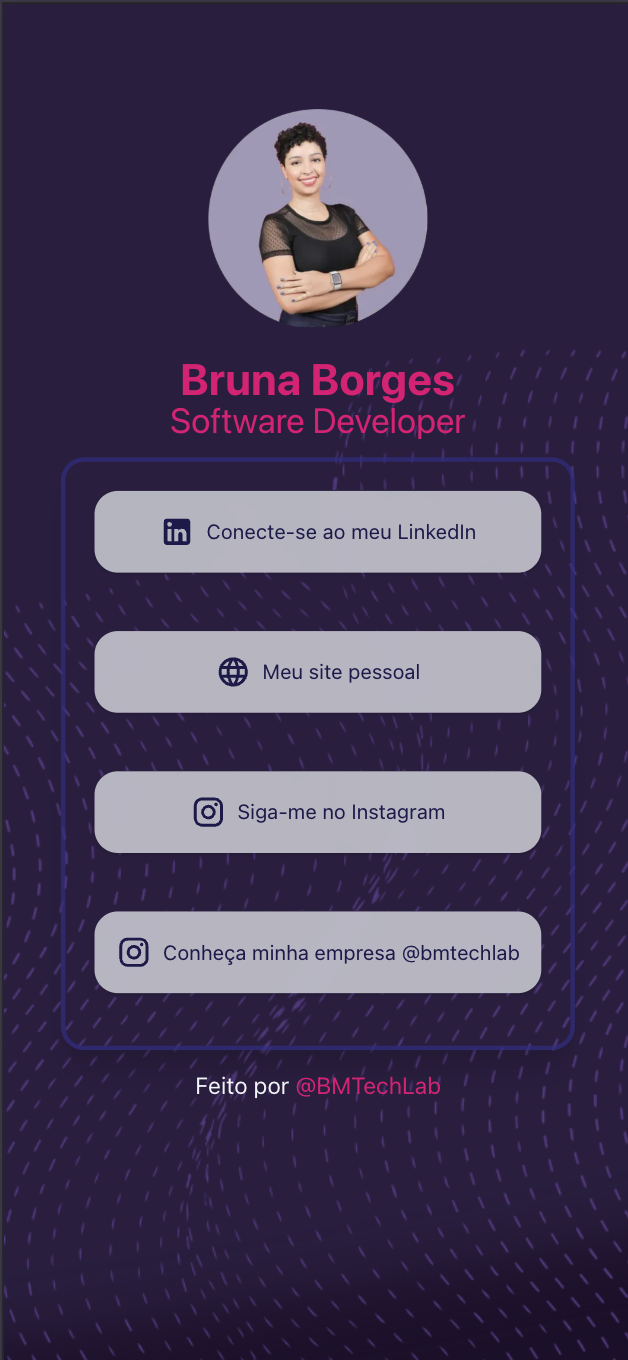 Bruna Borges
Software Developer
Conecte-se ao meu LinkedIn
Meu site pessoal
Siga-me no Instagram
Conheça minha empresa @bmtechlab
Feito por @BMTechLab